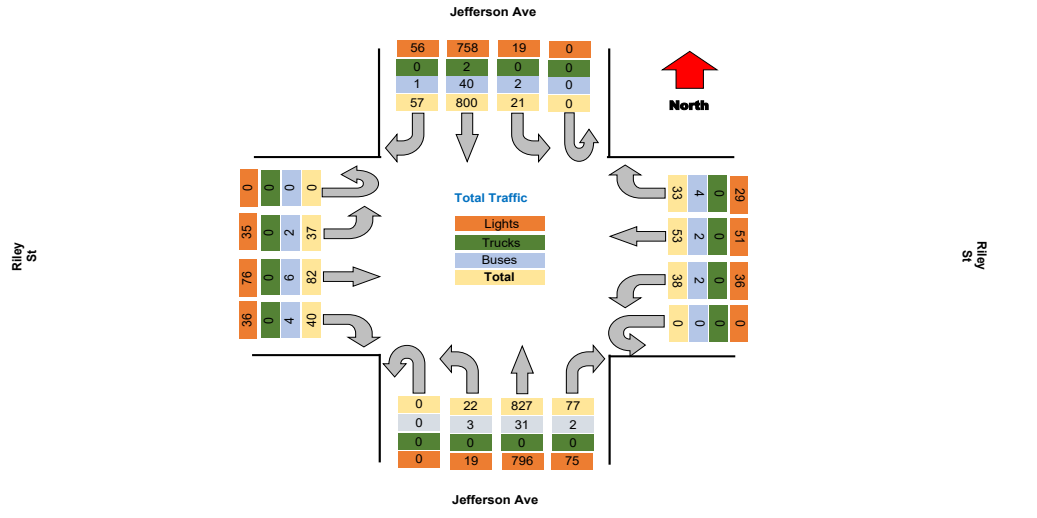 Jefferson Ave
56 758 19 0
0 2 0 0
1 40 2 0
57 800 21 0
North
0 0 0 0
35 0 2 37
76 0 6 82
36 0 4 40
Riley
St
Total Traffic
Lights
Trucks
Buses
Total
33 4 0 29
53 2 0 51
38 2 0 36
0 0 0 0
Riley
St
0 22 827 77
0 3 31 2
0 0 0 0
0 19 796 75
Jefferson Ave